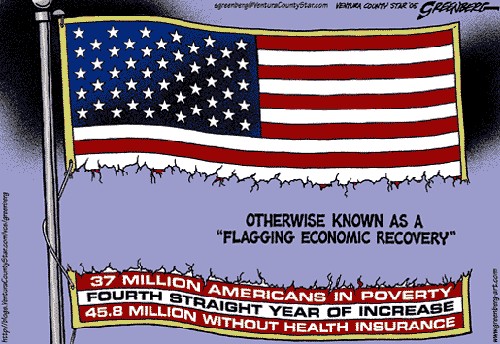 sgreenberg@VenturaCountyStar.com VENTURA COUNTY STAR '05 GREENBERG
OTHERWISE KNOWN AS A
"FLAGGING ECONOMIC RECOVERY"
37 MILLION AMERICANS IN POVERTY
FOURTH STRAIGHT YEAR OF INCREASE
45.8 MILLION WITHOUT HEALTH INSURANCE
http://blogs.VenturaCountyStar.com/vcs/greenberg
www.greenberg-art.com